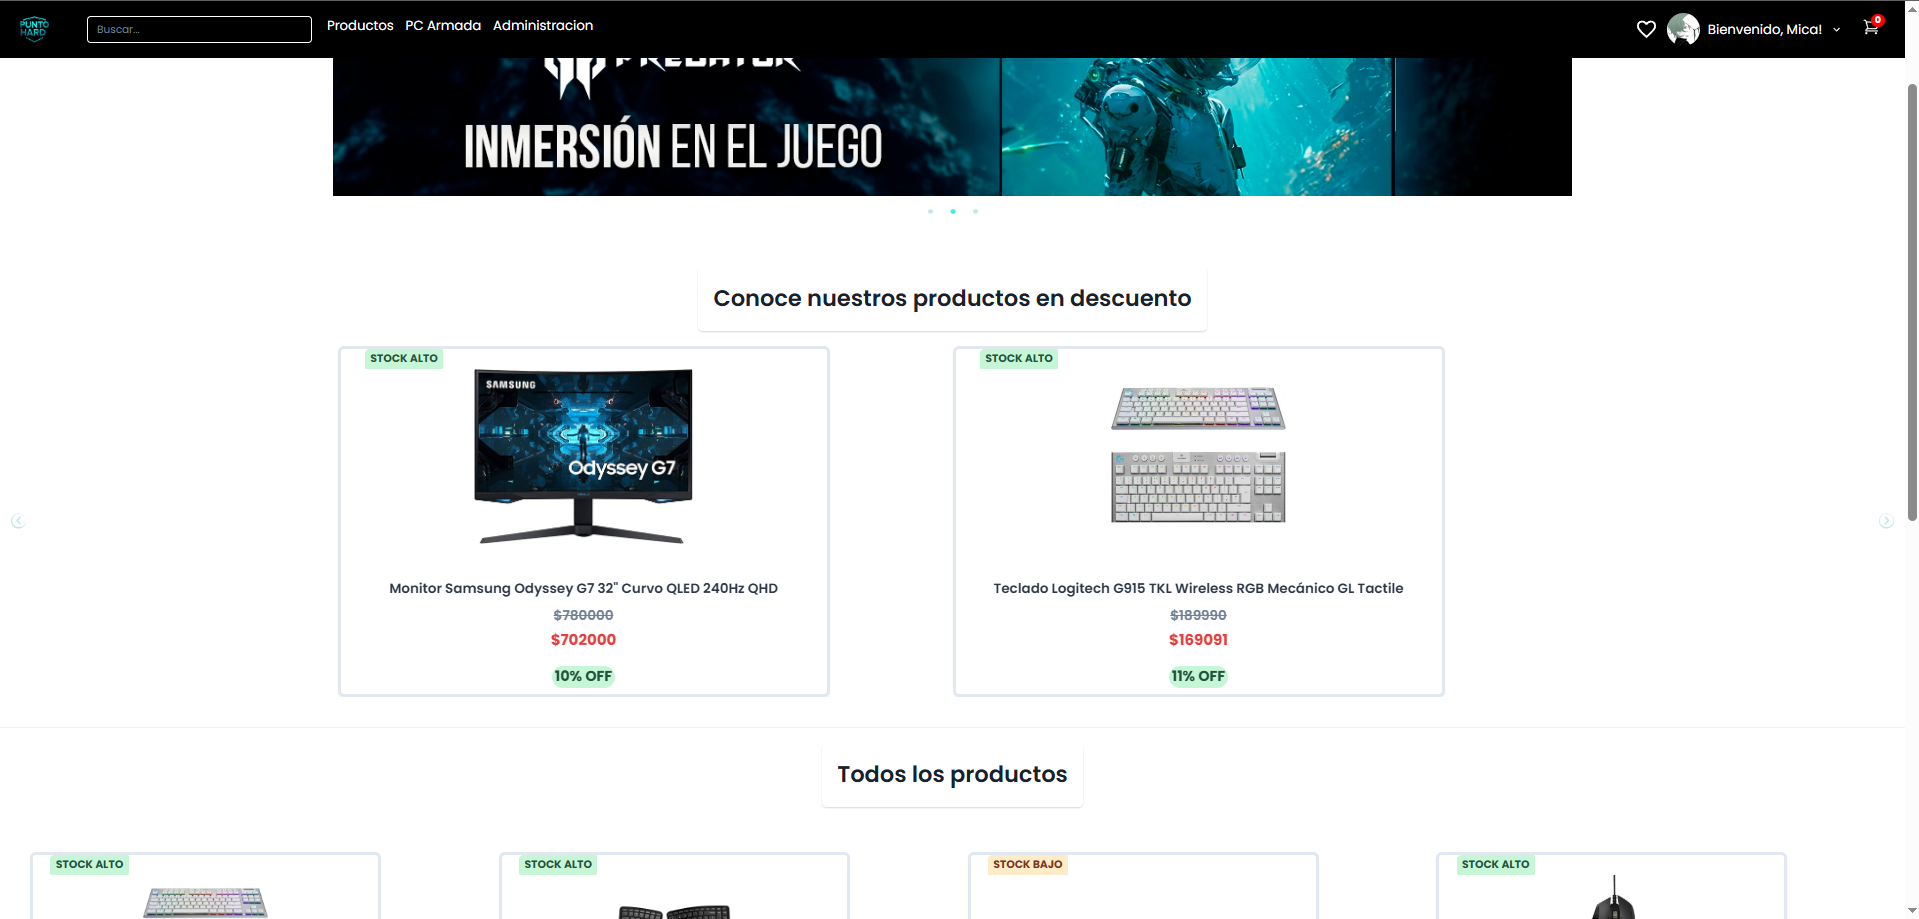 PUNTO
HARD
Buscar...
Productos PC Armada Administracion
Bienvenido, Mica!
0
PREDATOR
INMERSIÓN EN EL JUEGO
Conoce nuestros productos en descuento
STOCK ALTO
SAMSUNG
Odyssey G7
Monitor Samsung Odyssey G7 32" Curvo QLED 240Hz QHD
$780000
$702000
10% OFF
STOCK ALTO
Teclado Logitech G915 TKL Wireless RGB Mecánico GL Tactile
$189990
$169091
11% OFF
Todos los productos
STOCK ALTO
STOCK ALTO
STOCK BAJO
STOCK ALTO